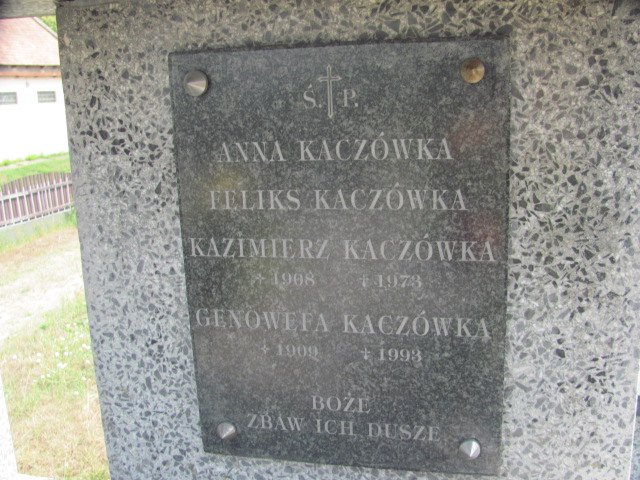 Ś. P.
ANNA KACZÓWKA
FELIKS KACZÓWKA
KAZIMIERZ KACZÓWKA
+ 1908 + 1973
GENOWEFA KACZÓWKA
+ 1909 + 1993
BOŻE
ZBAW ICH DUSZE